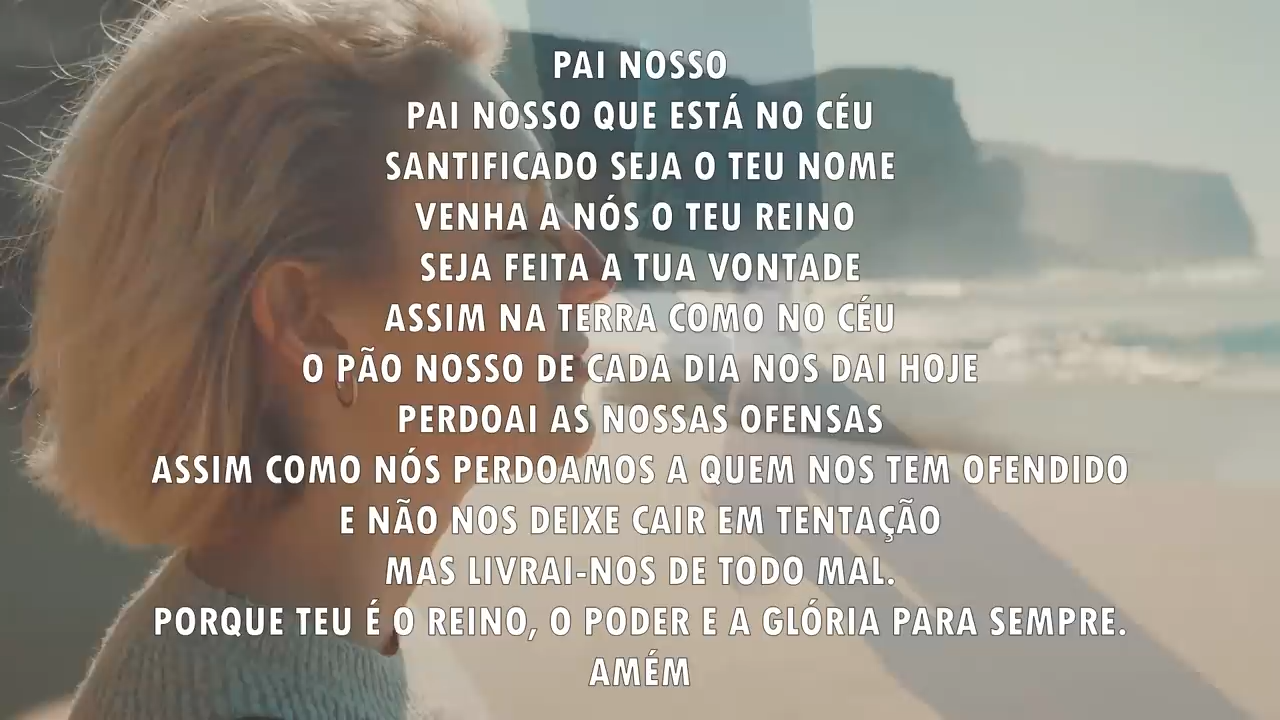 PAI NOSSO
PAI NOSSO QUE ESTÁ NO CÉU
SANTIFICADO SEJA O TEU NOME
VENHA A NÓS O TEU REINO
SEJA FEITA A TUA VONTADE
ASSIM NA TERRA COMO NO CÉU
O PÃO NOSSO DE CADA DIA NOS DAI HOJE
PERDOAI AS NOSSAS OFENSAS
ASSIM COMO NÓS PERDOAMOS A QUEM NOS TEM OFENDIDO
E NÃO NOS DEIXE CAIR EM TENTAÇÃO
MAS LIVRAI-NOS DE TODO MAL.
PORQUE TEU É O REINO, O PODER E A GLÓRIA PARA SEMPRE.
AMÉM